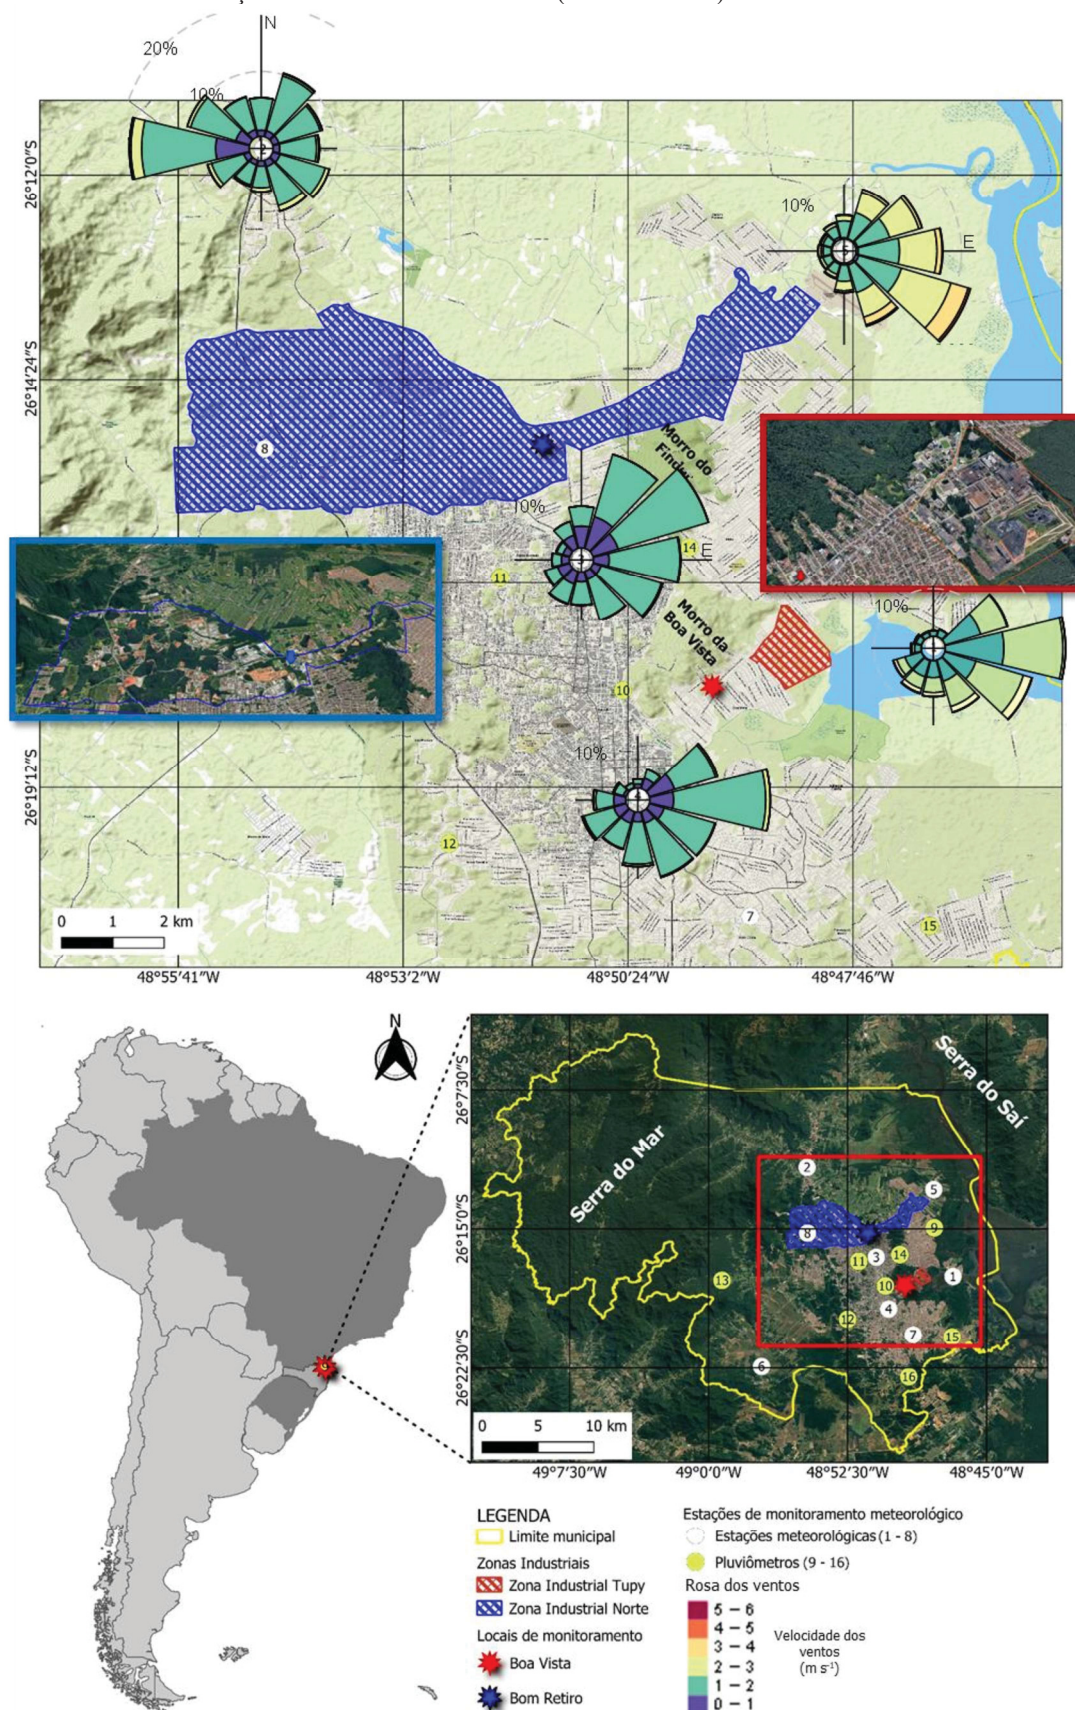 N
20%
10%
2
26°12'0"S
10%
5
E
26°14'24"S
Morro do
8
10%
3
E
14
11
Morro da
Boa Vista
10%
1
10
10%
4
26°19'12"S
12
7
15
0 1 2 km
48°55'41"W 48°53'2"W 48°50'24"W 48°47'46"W
N
Serra do Mar
Serra do Saí
26°7'30"S
26°15'0"S
26°22'30"S
2
5
8
9
3
14
11
13
10
1
4
12
7
15
6
16
0 5 10 km
49°7'30"W 49°0'0"W 48°52'30"W 48°45'0"W
LEGENDA
Limite municipal
Zonas Industriais
Zona Industrial Tupy
Zona Industrial Norte
Locais de monitoramento
Boa Vista
Bom Retiro
Estações de monitoramento meteorológico
Estações meteorológicas (1 - 8)
Pluviômetros (9 - 16)
Rosa dos ventos
5 - 6
4 - 5
3 - 4
2 - 3
1 - 2
0 - 1
Velocidade dos
ventos
(m s⁻¹)